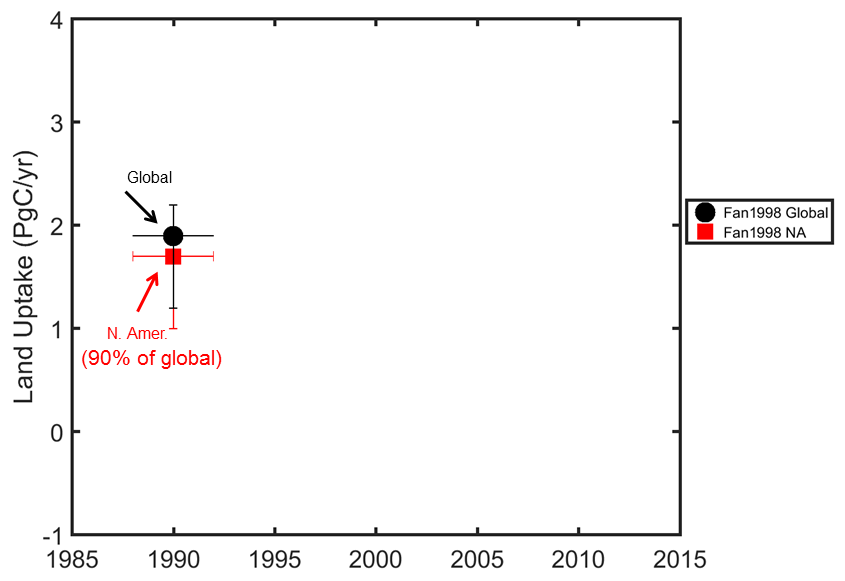 4
3
2
1
0
-1
Land Uptake (PgC/yr)
Global
N. Amer.
(90% of global)
1985 1990 1995 2000 2005 2010 2015
Fan1998 Global
Fan1998 NA